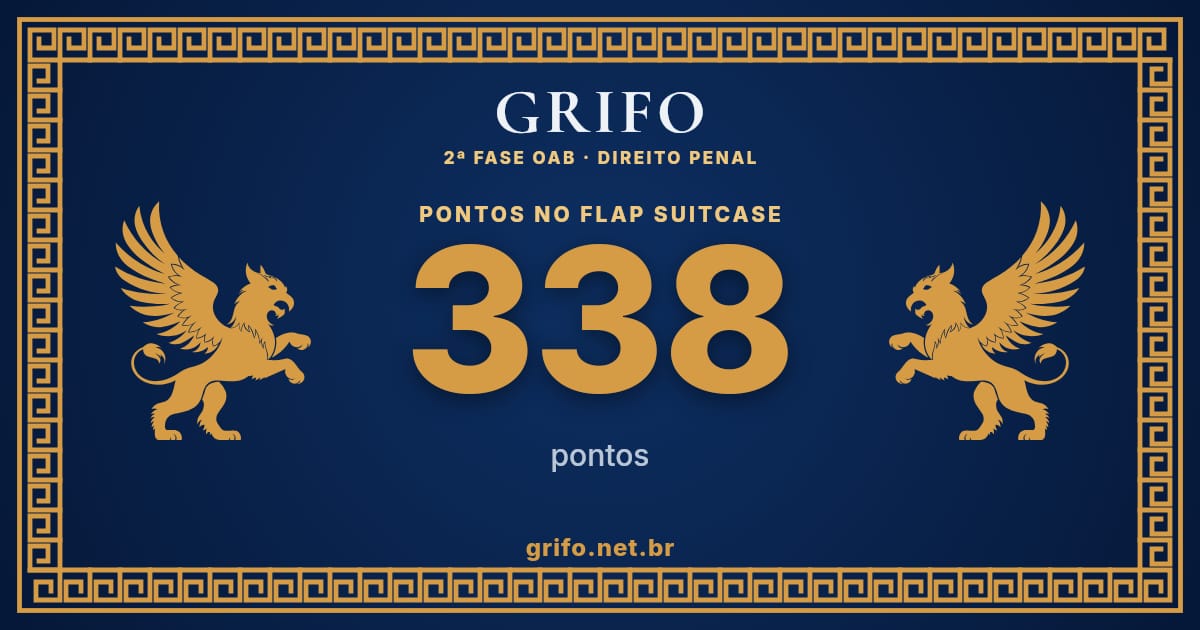 GRIFO
2ª FASE OAB · DIREITO PENAL
PONTOS NO FLAP SUITCASE
338
pontos
grifo.net.br